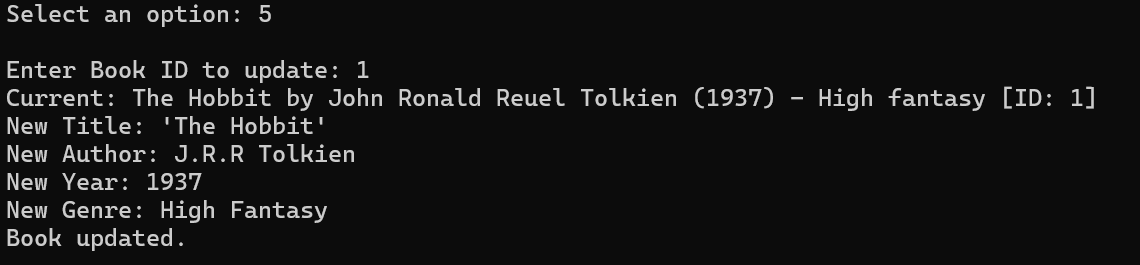 Select an option: 5
Enter Book ID to update: 1
Current: The Hobbit by John Ronald Reuel Tolkien (1937) - High fantasy [ID: 1]
New Title: 'The Hobbit'
New Author: J.R.R Tolkien
New Year: 1937
New Genre: High Fantasy
Book updated.